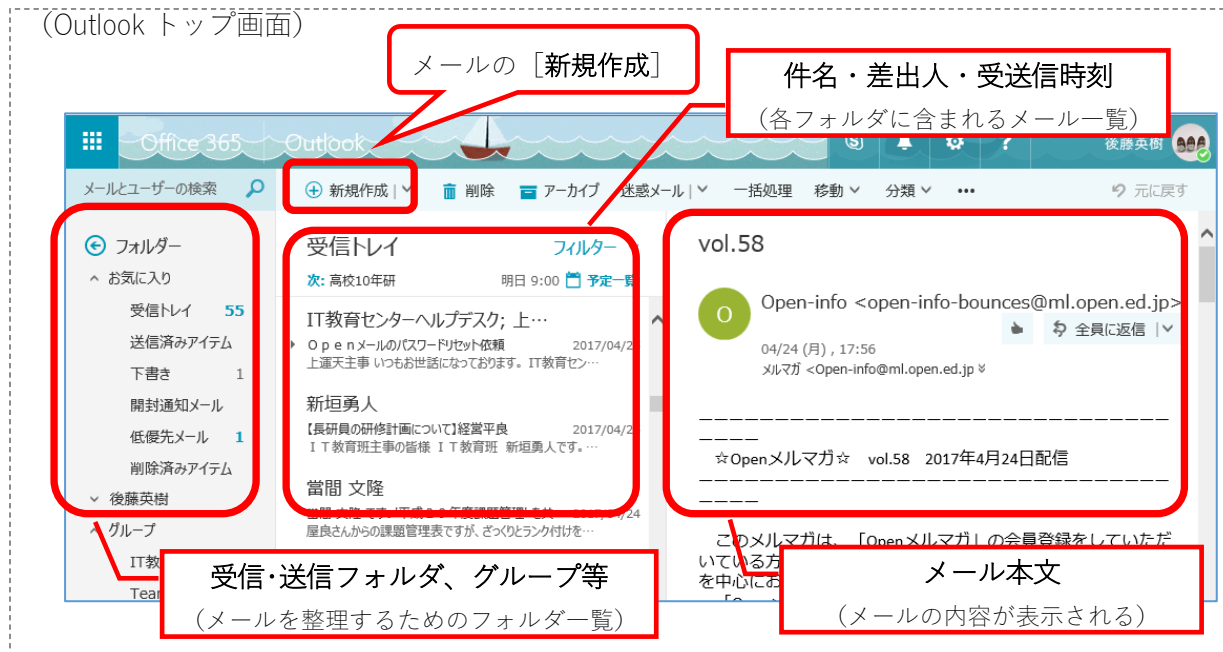 （Outlook トップ画面）
メールの［新規作成］
件名・差出人・受送信時刻
（各フォルダに含まれるメール一覧）
Office 365 Outlook
後藤英樹
メールとユーザーの検索
新規作成 削除 アーカイブ 迷惑メール 一括処理 移動 分類 ••• 元に戻す
フォルダー
お気に入り
受信トレイ 55
送信済みアイテム
下書き 1
開封通知メール
低優先メール 1
削除済みアイテム
後藤英樹
グループ
受信トレイ フィルター
次: 高校10年研 明日 9:00 予定一覧
IT教育センターヘルプデスク; 上…
Ｏｐｅｎメールのパスワードリセット依頼 2017/04/2
上運天主事 いつもお世話になっております。IT教育セン…
新垣勇人
【長研員の研修計画について】経営平良 2017/04/2
ＩＴ教育班主事の皆様 ＩＴ教育班 新垣勇人です。…
當間 文隆
2017/04/24
屋良さんからの課題管理表ですが、ざっくりとランク付けを…
vol.58
O
Open-info <open-info-bounces@ml.open.ed.jp>
全員に返信
04/24 (月) , 17:56
メルマガ <Open-info@ml.open.ed.jp
－－－－－－－－－－－－－－－－－－－－－－－－－－－－－－
－－－－
☆Openメルマガ☆ vol.58 2017年4月24日配信
－－－－－－－－－－－－－－－－－－－－－－－－－－－－－－
－－－－
このメルマガは、「Openメルマガ」の会員登録をしていただ
いている方
を中心にお
受信･送信フォルダ、グループ等
（メールを整理するためのフォルダ一覧）
メール本文
（メールの内容が表示される）